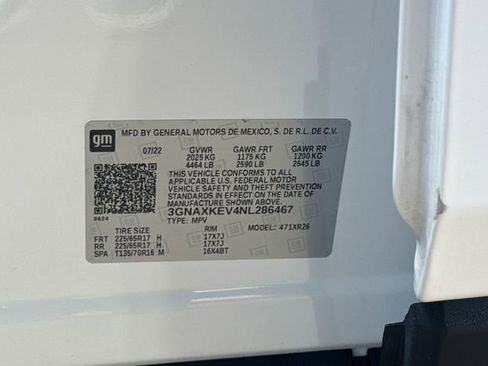 gm
MFD BY GENERAL MOTORS DE MEXICO, S. DE R.L. DE C.V.
07/22 GVWR GAWR FRT GAWR RR
2025 KG 1175 KG 1200 KG
4464 LB 2590 LB 2645 LB
THIS VEHICLE CONFORMS TO ALL
APPLICABLE U.S. FEDERAL MOTOR
VEHICLE SAFETY AND THEFT PREVENTION
STANDARDS IN EFFECT ON THE DATE OF
MANUFACTURE SHOWN ABOVE.
3GNAXKEV4NL286467
8624
TYPE: MPV MODEL: 471XR26
TIRE SIZE RIM
FRT 225/65R17 H 17X7J
RR 225/65R17 H 17X7J
SPA T135/70R16 M 16X4BT